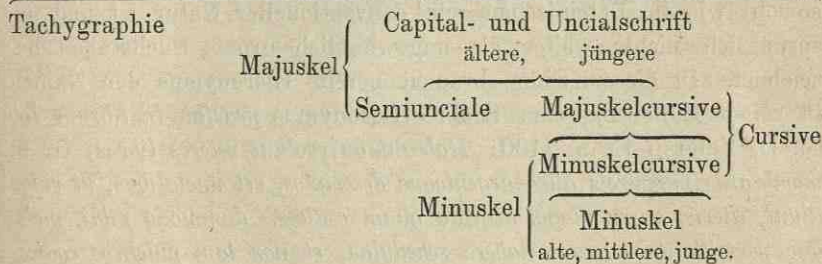 Tachygraphie
Capital- und Uncialschrift
ältere, jüngere
Majuskel
Semiunciale Majuskelcursive
Cursive
Minuskelcursive
Minuskel
Minuskel
alte, mittlere, junge.